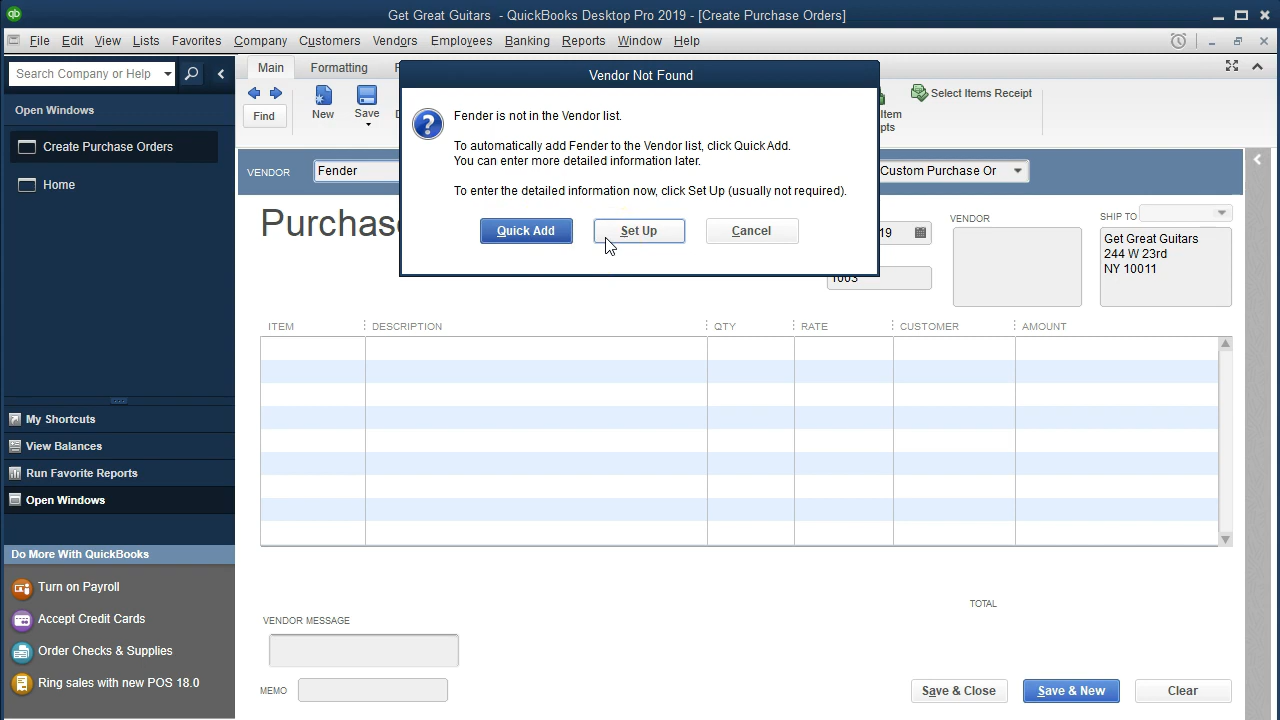 Get Great Guitars - QuickBooks Desktop Pro 2019 - [Create Purchase Orders]
File Edit View Lists Favorites Company Customers Vendors Employees Banking Reports Window Help
Search Company or Help
Main
Formatting
Vendor Not Found
Open Windows
Create Purchase Orders
Home
Find
New
Save
Select Items Receipt
Item
pts
Fender is not in the Vendor list.
To automatically add Fender to the Vendor list, click Quick Add.
You can enter more detailed information later.
To enter the detailed information now, click Set Up (usually not required).
Quick Add
Set Up
Cancel
VENDOR
Fender
Custom Purchase Or
Purchas
19
1003
VENDOR
SHIP TO
Get Great Guitars
244 W 23rd
NY 10011
ITEM DESCRIPTION QTY RATE CUSTOMER AMOUNT
My Shortcuts
View Balances
Run Favorite Reports
Open Windows
Do More With QuickBooks
Turn on Payroll
Accept Credit Cards
Order Checks & Supplies
Ring sales with new POS 18.0
TOTAL
VENDOR MESSAGE
MEMO
Save & Close
Save & New
Clear